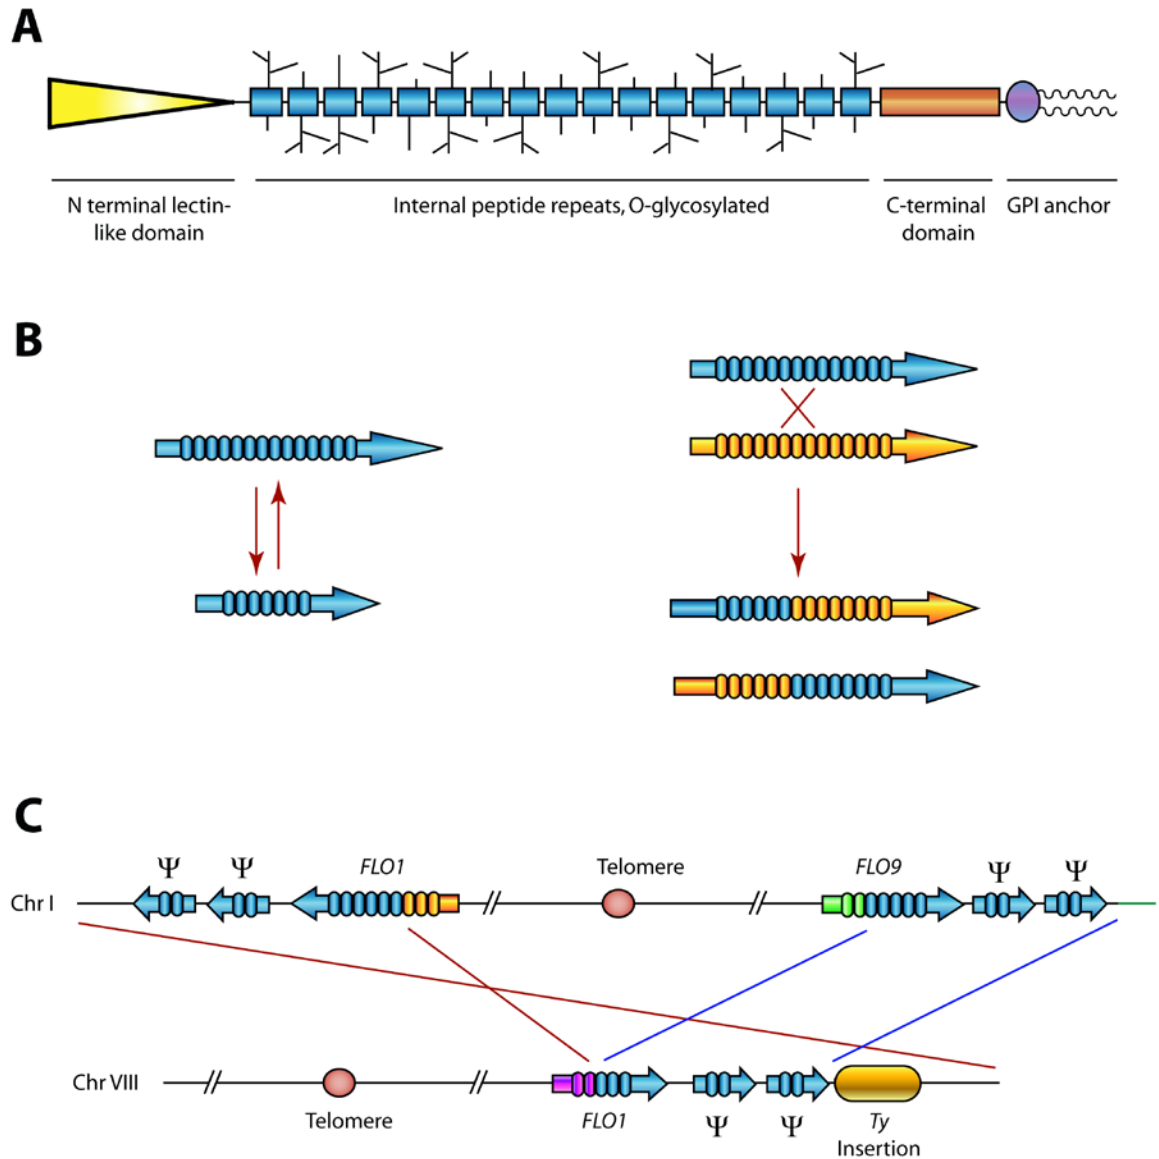 A
N terminal lectin-
like domain
Internal peptide repeats, O-glycosylated
C-terminal
domain
GPI anchor
B
C
Ψ Ψ FLO1 Telomere FLO9 Ψ Ψ
Chr I
Chr VIII
Telomere FLO1 Ψ Ψ Ty
Insertion